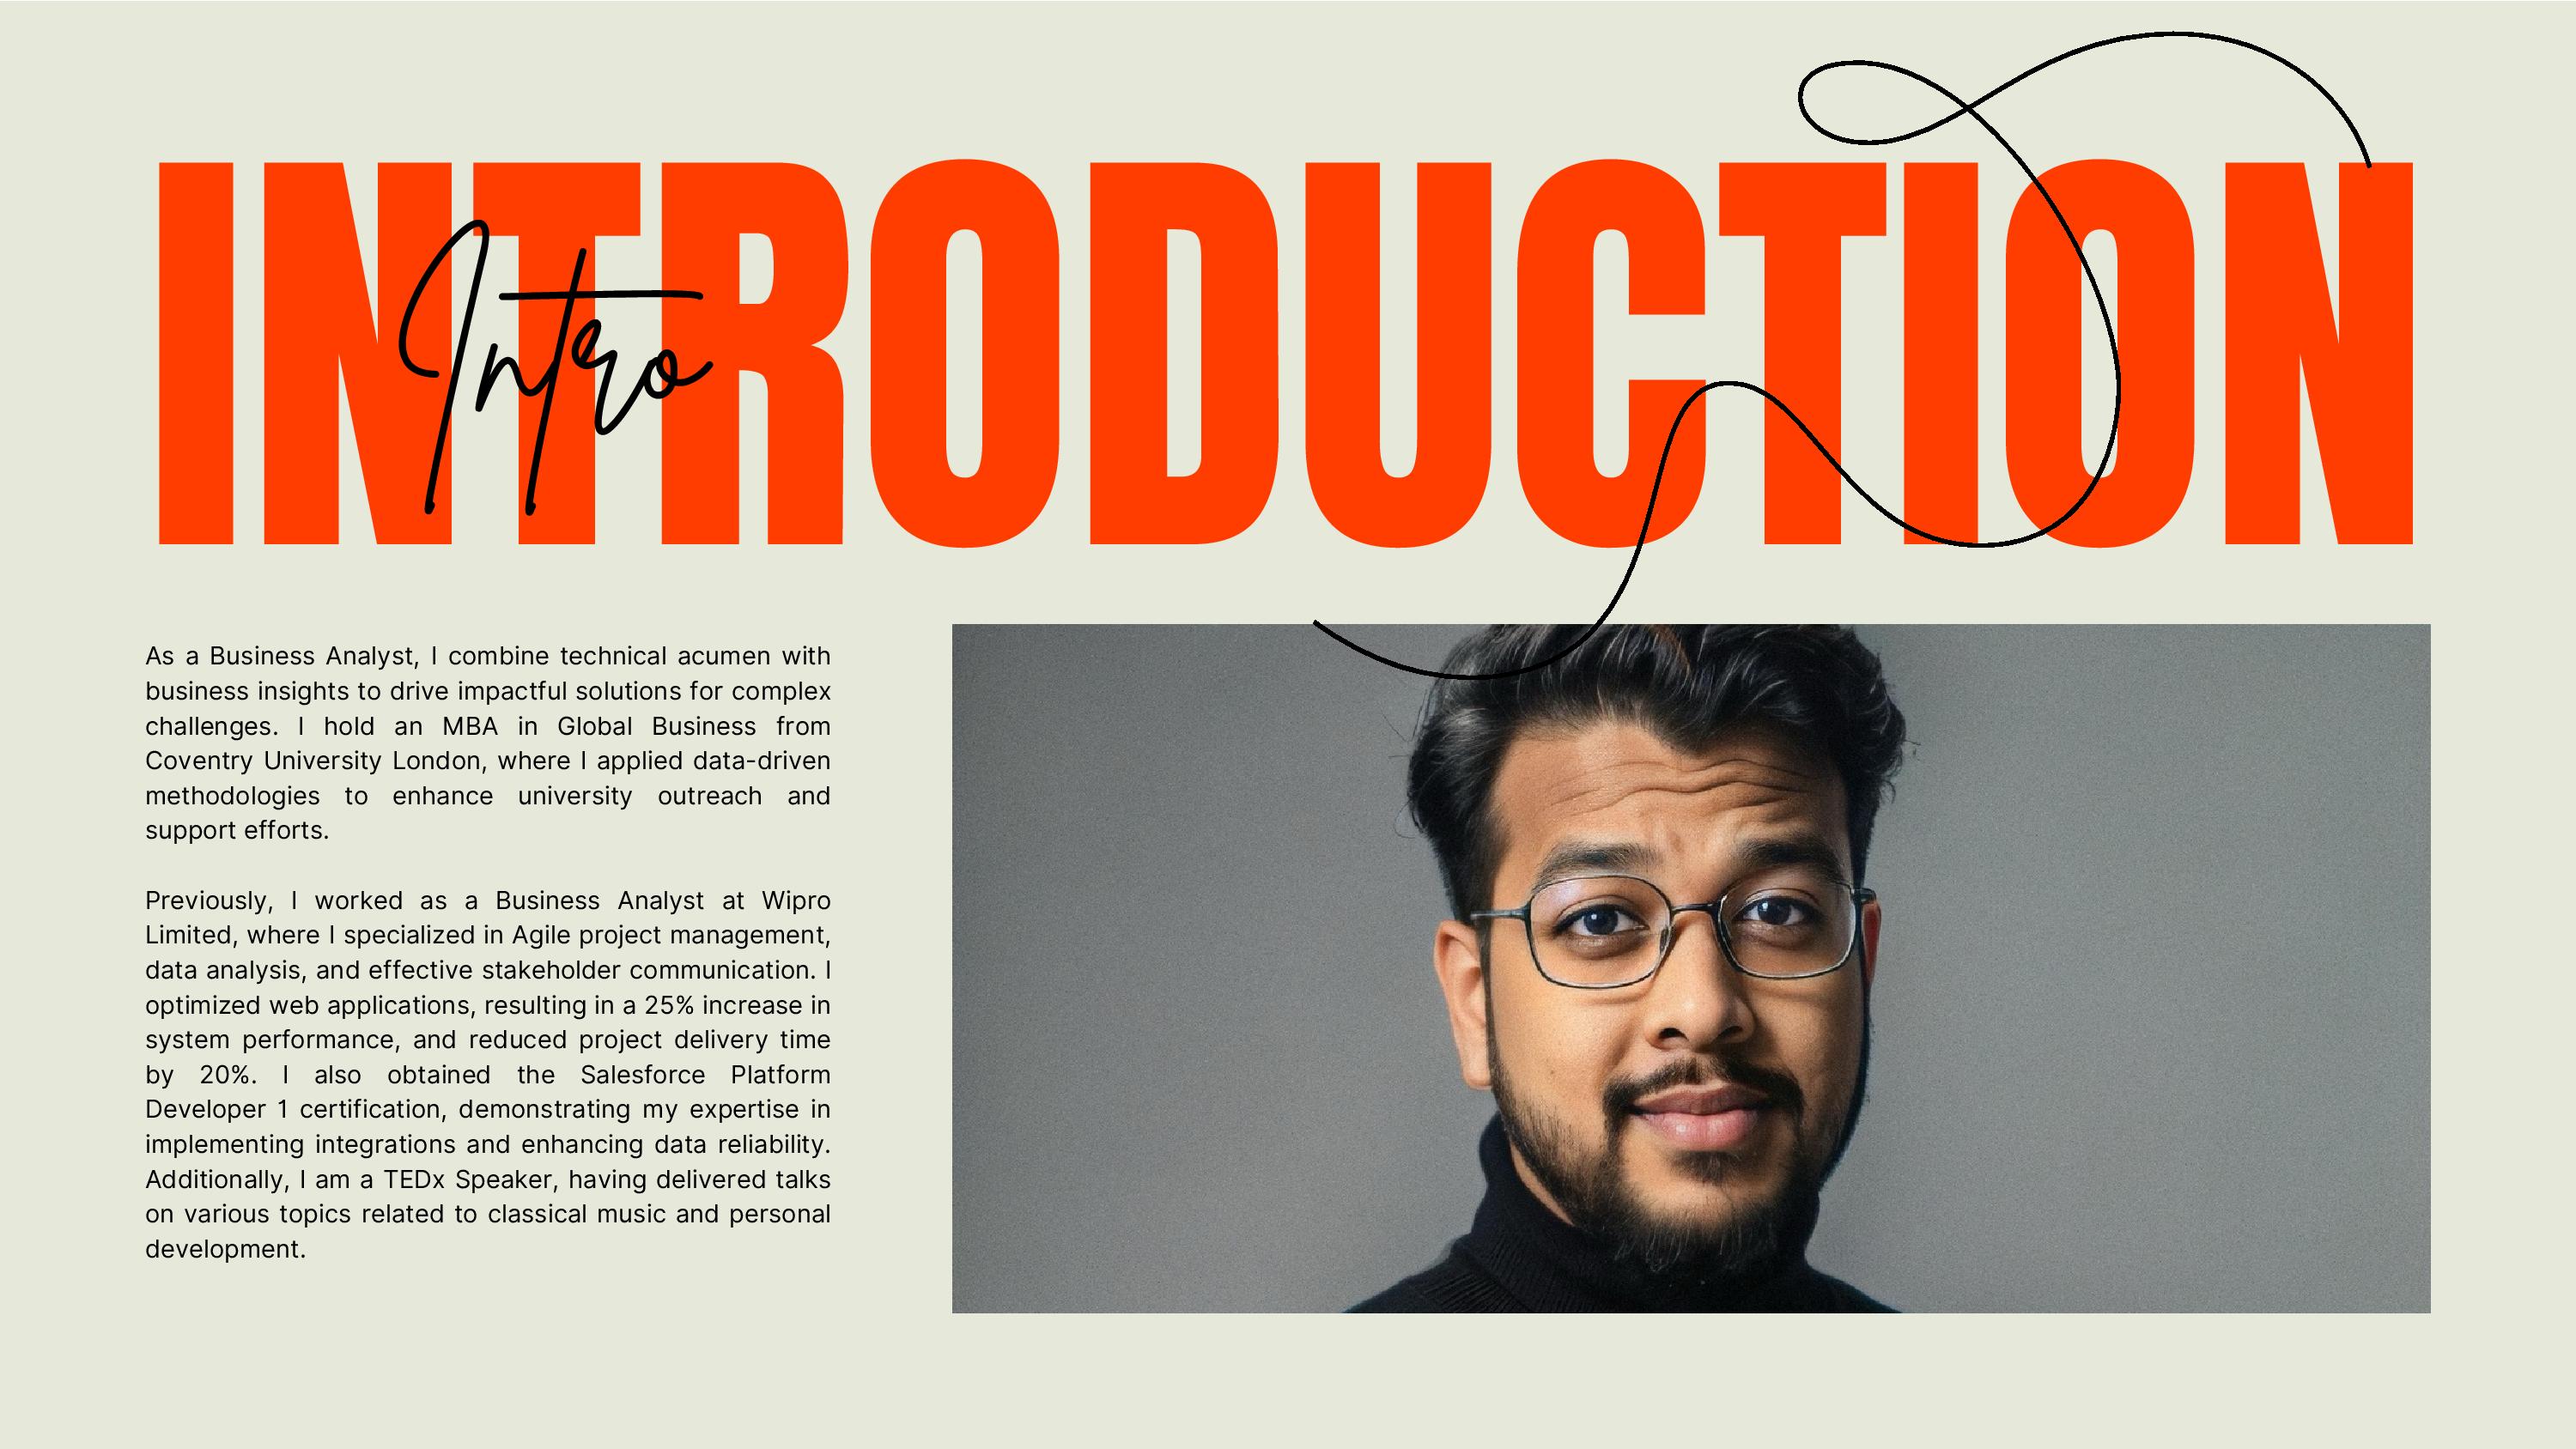 INTRODUCTION
Intro
As a Business Analyst, I combine technical acumen with
business insights to drive impactful solutions for complex
challenges. I hold an MBA in Global Business from
Coventry University London, where I applied data-driven
methodologies to enhance university outreach and
support efforts.
Previously, I worked as a Business Analyst at Wipro
Limited, where I specialized in Agile project management,
data analysis, and effective stakeholder communication. I
optimized web applications, resulting in a 25% increase in
system performance, and reduced project delivery time
by 20%. I also obtained the Salesforce Platform
Developer 1 certification, demonstrating my expertise in
implementing integrations and enhancing data reliability.
Additionally, I am a TEDx Speaker, having delivered talks
on various topics related to classical music and personal
development.